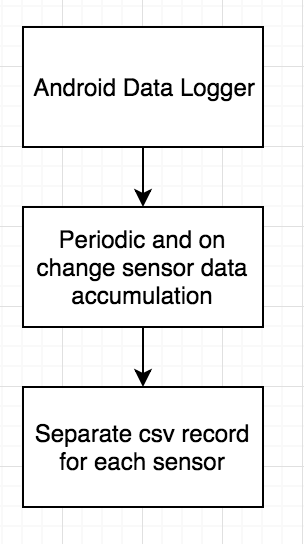 Android Data Logger
Periodic and on
change sensor data
accumulation
Separate csv record
for each sensor